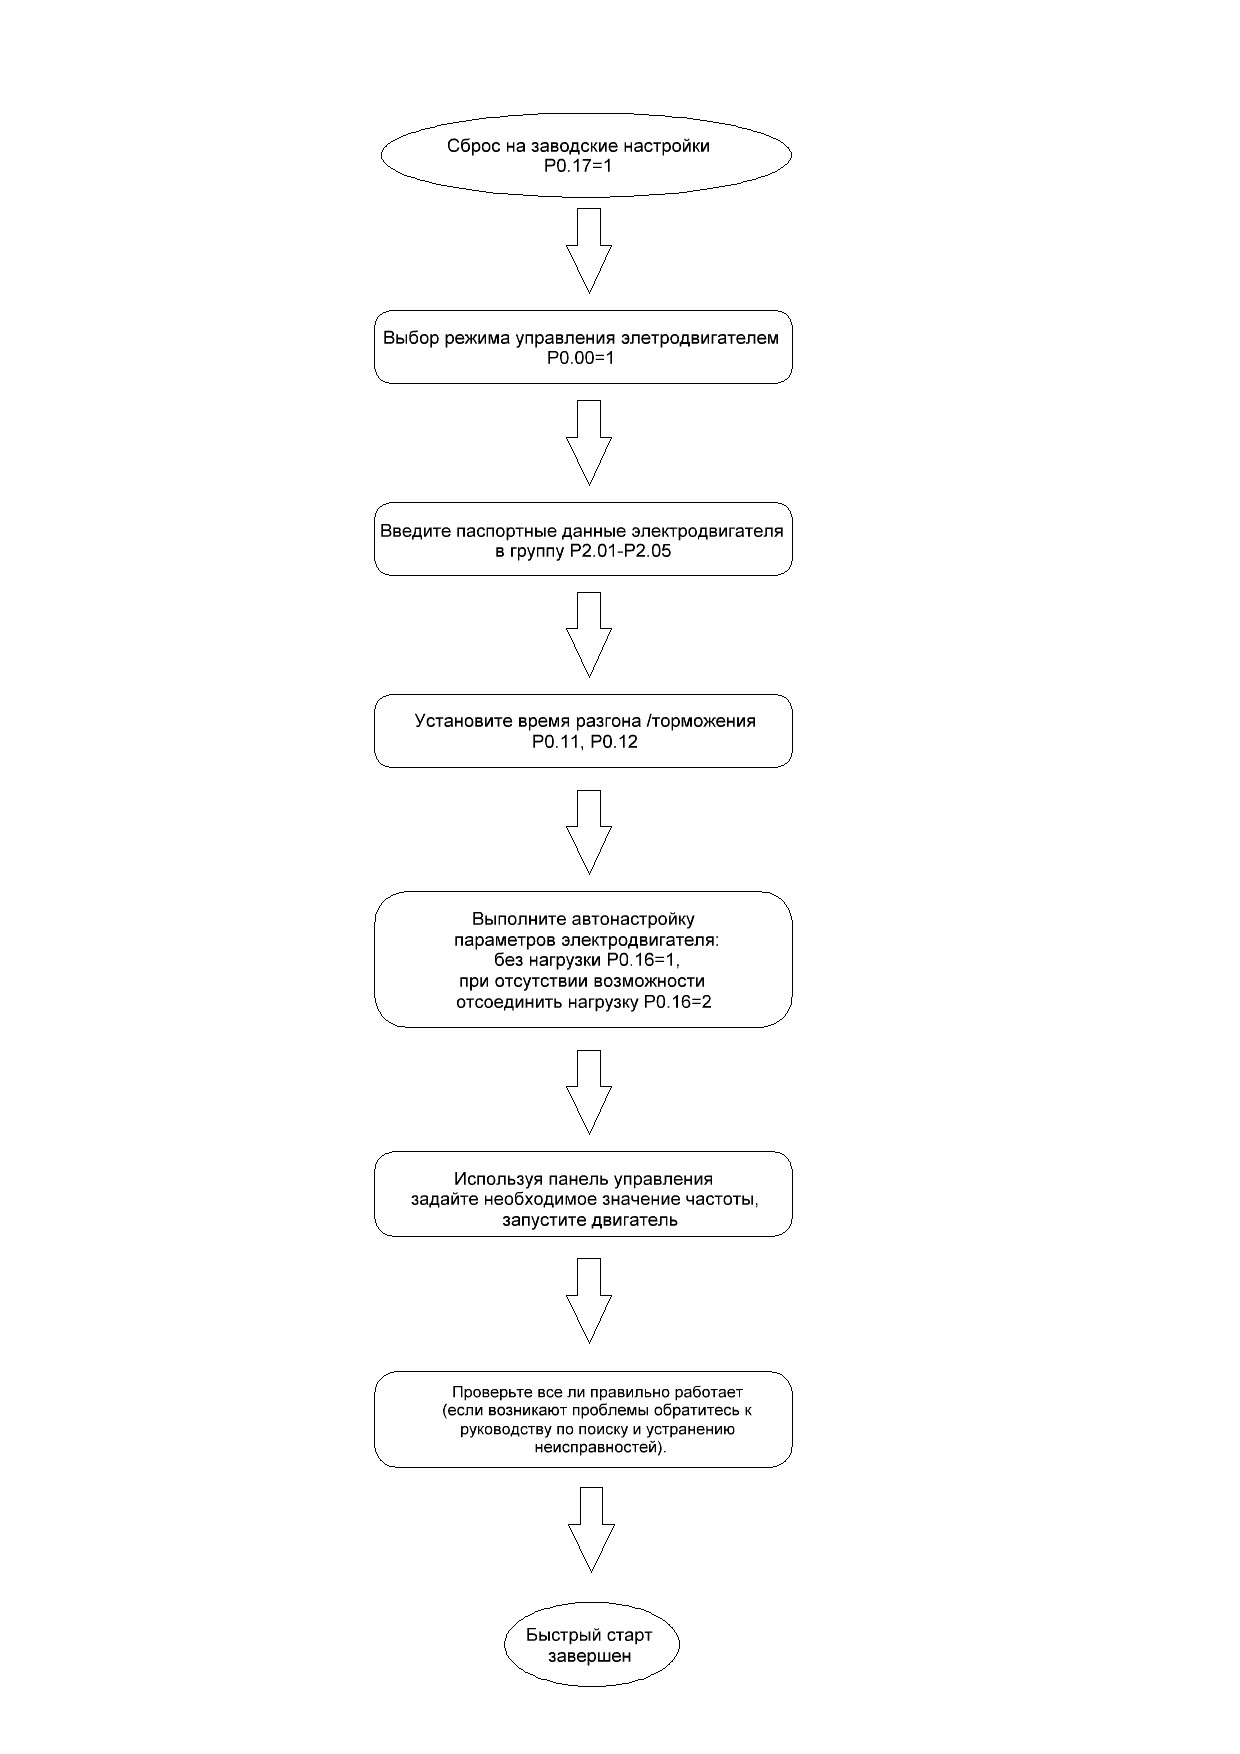 Сброс на заводские настройки
P0.17=1
Выбор режима управления элетродвигателем
P0.00=1
Введите паспортные данные электродвигателя
в группу P2.01-P2.05
Установите время разгона /торможения
P0.11, P0.12
Выполните автонастройку
параметров электродвигателя:
без нагрузки P0.16=1,
при отсутствии возможности
отсоединить нагрузку P0.16=2
Используя панель управления
задайте необходимое значение частоты,
запустите двигатель
Проверьте все ли правильно работает
(если возникают проблемы обратитесь к
руководству по поиску и устранению
неисправностей).
Быстрый старт
завершен